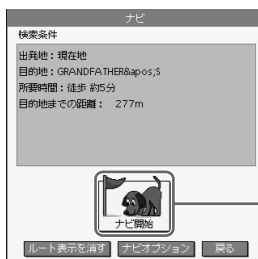 ナビ
検索条件
出発地：現在地
目的地：GRANDFATHER&apos;S
所要時間：徒歩 約5分
目的地までの距離： 277m
ナビ開始
ルート表示を消す ナビオプション 戻る